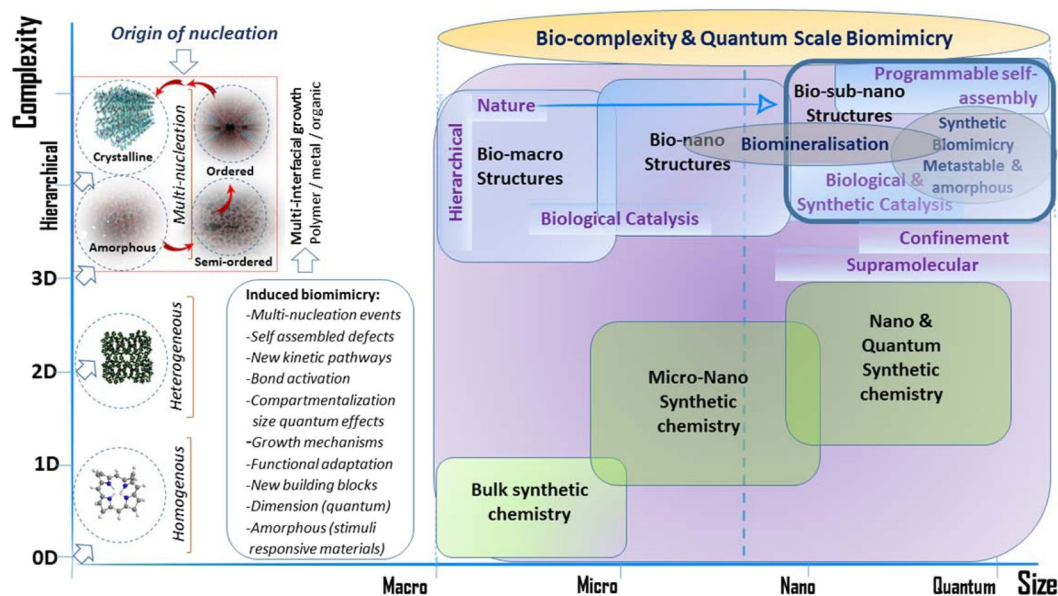 Complexity
Hierarchical
3D
2D
1D
0D
Origin of nucleation
Crystalline
Ordered
Amorphous
Semi-ordered
Multi-nucleation
Multi-interfacial growth
Polymer / metal / organic
Heterogeneous
Homogenous
Induced biomimicry:
-Multi-nucleation events
-Self assembled defects
-New kinetic pathways
-Bond activation
-Compartmentalization
size quantum effects
-Growth mechanisms
-Functional adaptation
-New building blocks
-Dimension (quantum)
-Amorphous (stimuli
responsive materials)
Bio-complexity & Quantum Scale Biomimicry
Nature
Hierarchical
Bio-macro
Structures
Bio-nano
Structures
Biological Catalysis
Bio-sub-nano
Structures
Programmable self-
assembly
Biomineralisation
Synthetic
Biomimicry
Metastable &
amorphous
Biological &
Synthetic Catalysis
Confinement
Supramolecular
Nano &
Quantum
Synthetic
chemistry
Micro-Nano
Synthetic
chemistry
Bulk synthetic
chemistry
Macro
Micro
Nano
Quantum
Size